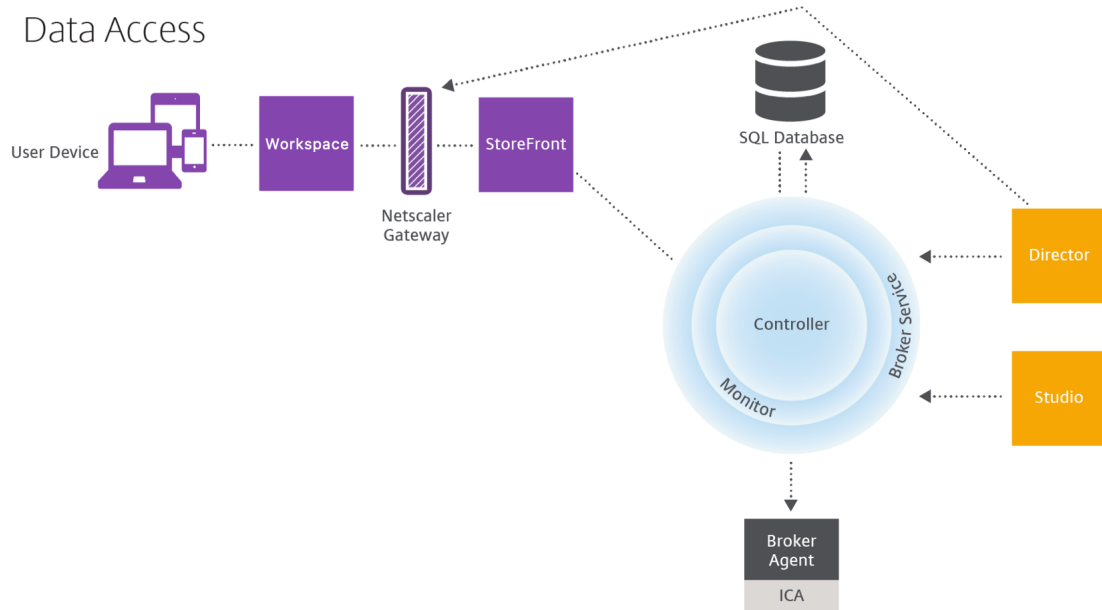 Data Access
User Device
Workspace
Netscaler
Gateway
StoreFront
SQL Database
Controller
Monitor
Broker Service
Director
Studio
Broker
Agent
ICA